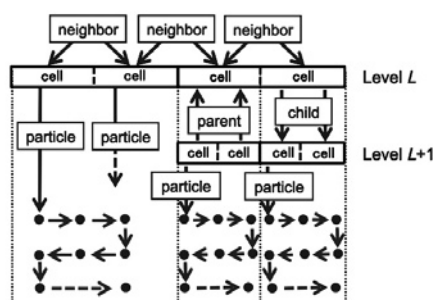 neighbor neighbor neighbor
cell cell cell cell Level L
parent child
particle particle
cell cell cell cell Level L+1
particle particle